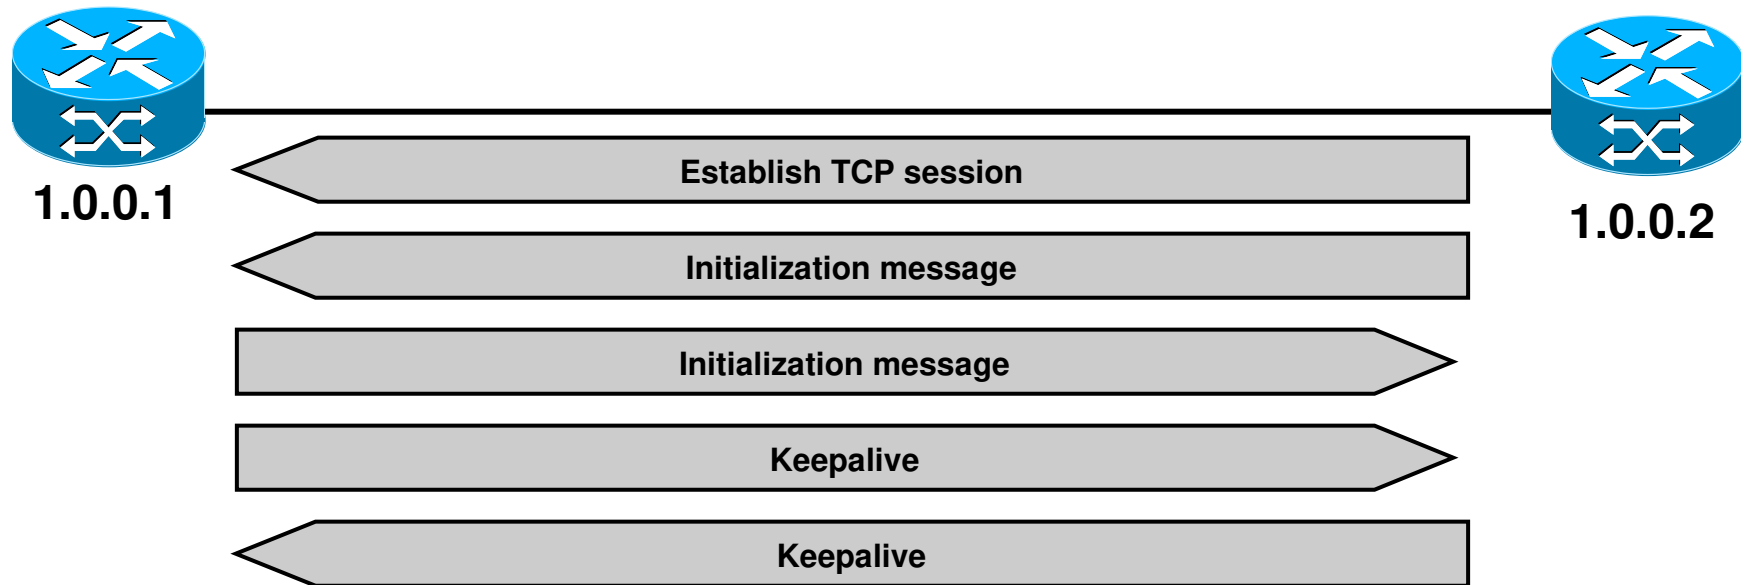 1.0.0.1
1.0.0.2
Establish TCP session
Initialization message
Initialization message
Keepalive
Keepalive